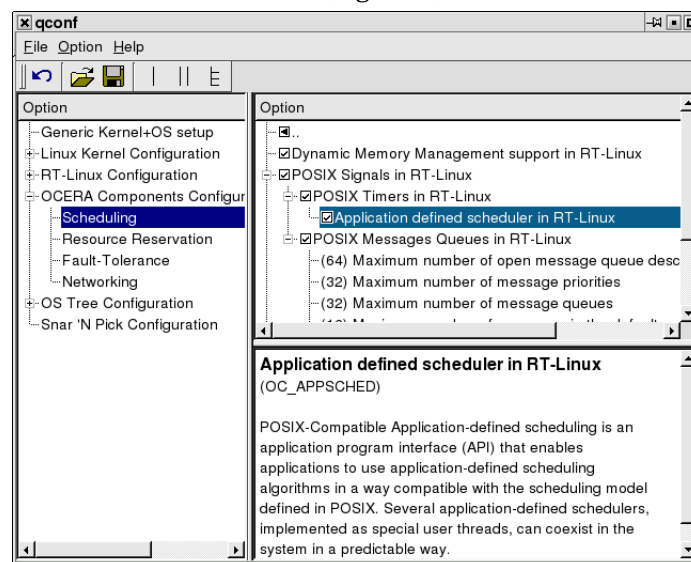 qconf
File Option Help
Option
Generic Kernel+OS setup
Linux Kernel Configuration
RT-Linux Configuration
OCERA Components Configur
Scheduling
Resource Reservation
Fault-Tolerance
Networking
OS Tree Configuration
Snar 'N Pick Configuration
Option
..
Dynamic Memory Management support in RT-Linux
POSIX Signals in RT-Linux
POSIX Timers in RT-Linux
Application defined scheduler in RT-Linux
POSIX Messages Queues in RT-Linux
(64) Maximum number of open message queue desc
(32) Maximum number of message priorities
(32) Maximum number of message queues
Application defined scheduler in RT-Linux
(OC_APPSCHED)
POSIX-Compatible Application-defined scheduling is an
application program interface (API) that enables
applications to use application-defined scheduling
algorithms in a way compatible with the scheduling model
defined in POSIX. Several application-defined schedulers,
implemented as special user threads, can coexist in the
system in a predictable way.